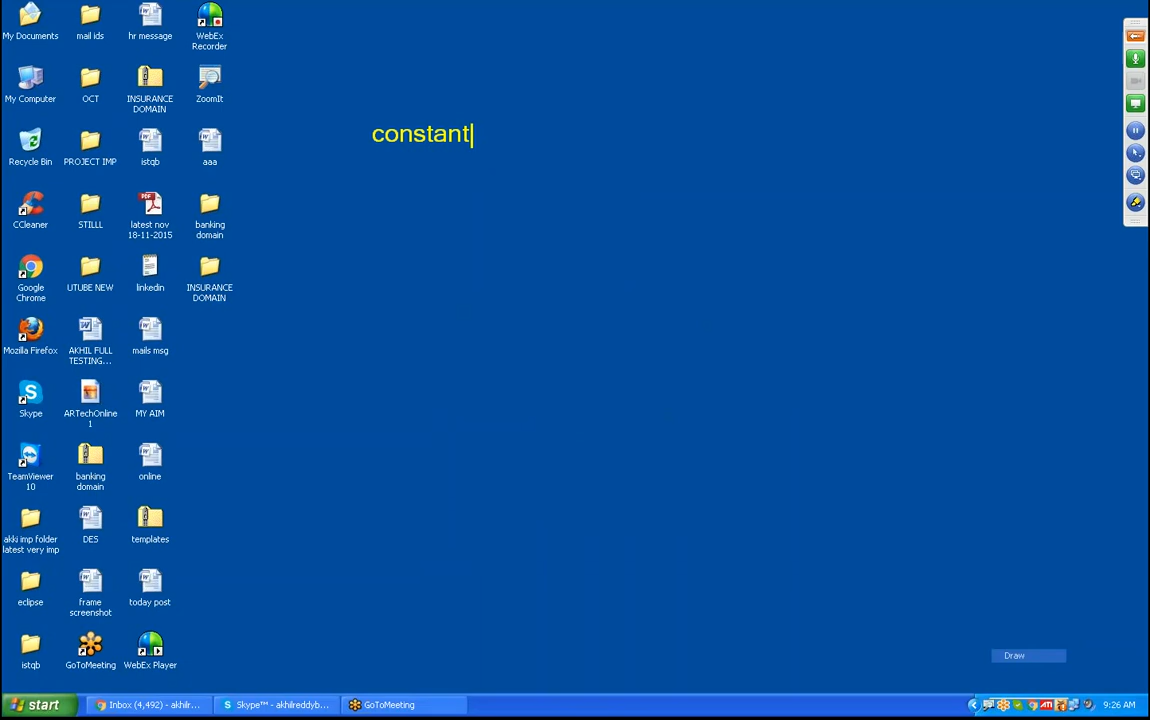 My Documents
mail ids
hr message
WebEx
Recorder
My Computer
OCT
INSURANCE
DOMAIN
ZoomIt
constant
Recycle Bin
PROJECT IMP
istqb
aaa
CCleaner
STILLL
latest nov
18-11-2015
banking
domain
Google
Chrome
UTUBE NEW
linkedin
INSURANCE
DOMAIN
Mozilla Firefox
AKHIL FULL
TESTING...
mails msg
Skype
ARTechOnline
1
MY AIM
TeamViewer
10
banking
domain
online
akki imp folder
latest very imp
DES
templates
eclipse
frame
screenshot
today post
istqb
GoToMeeting
WebEx Player
Draw
start
Inbox (4,492) - akhilr...
Skype™ - akhilreddyb...
GoToMeeting
ATI
9:26 AM